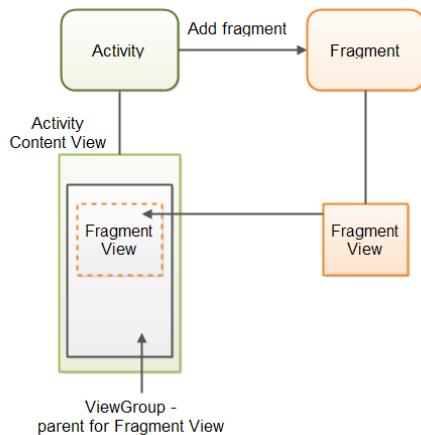 Activity
Add fragment
Fragment
Activity
Content View
Fragment
View
Fragment
View
ViewGroup -
parent for Fragment View